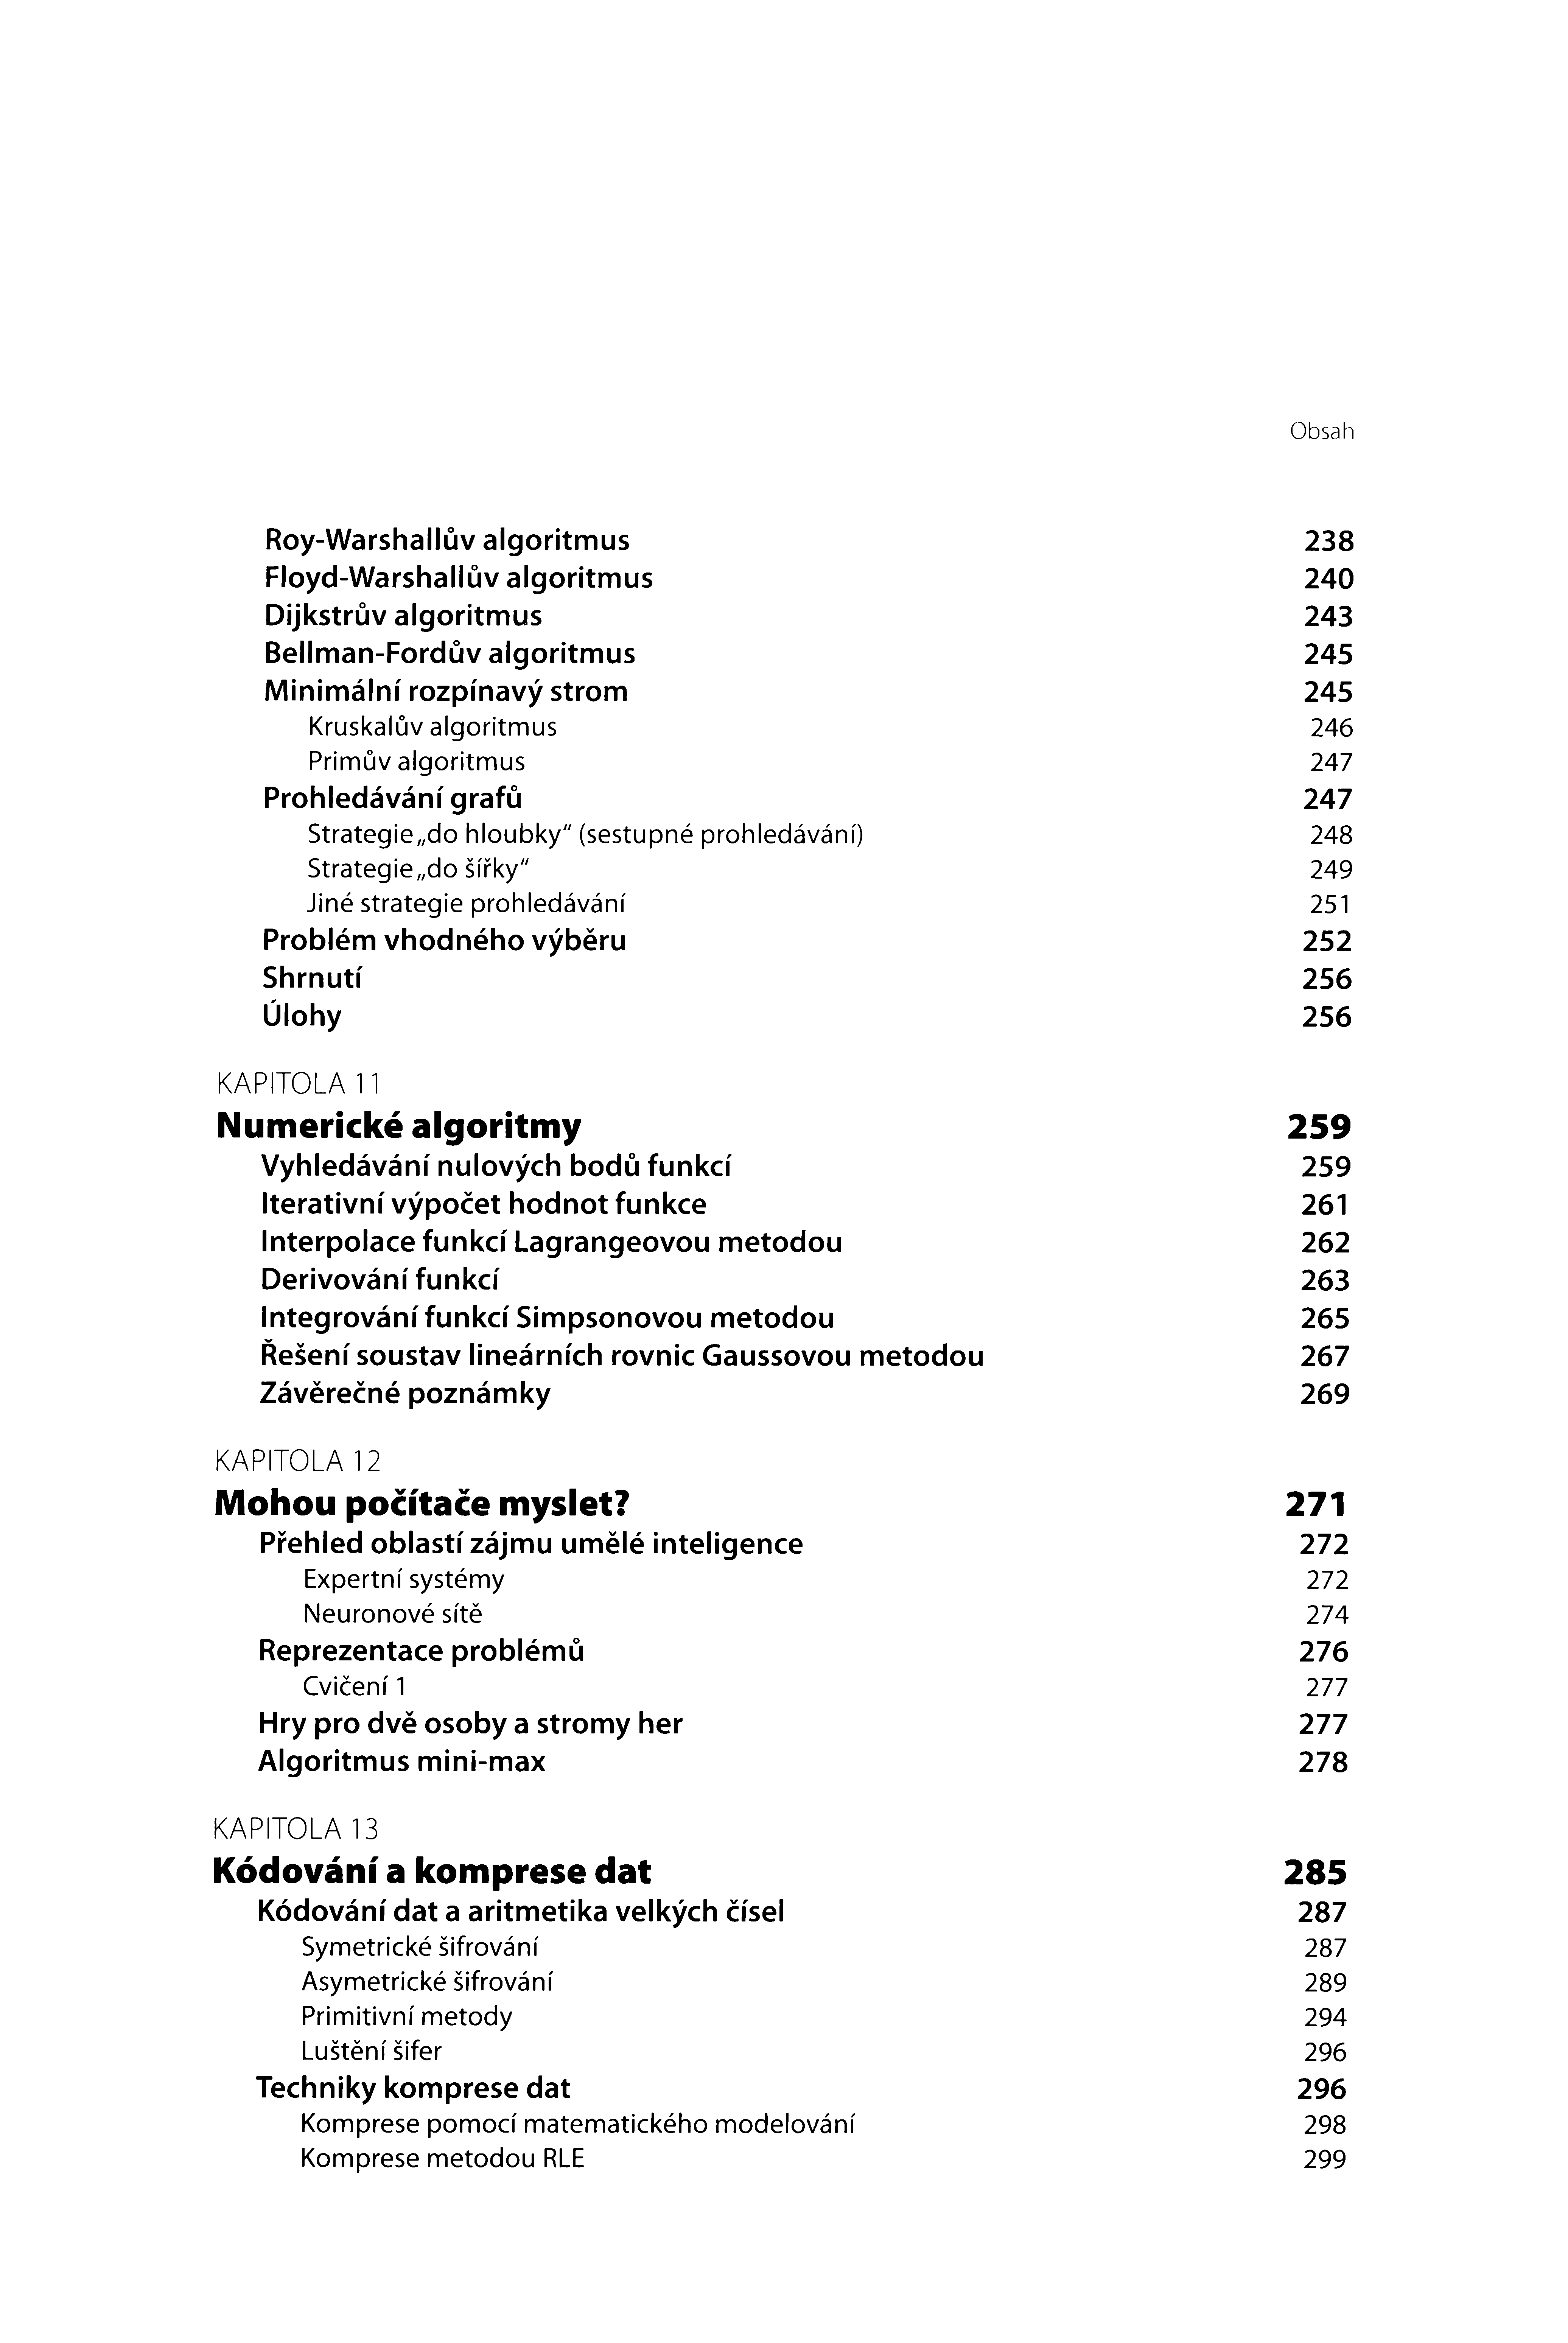 Obsah
Roy-Warshallův algoritmus 238
Floyd-Warshallův algoritmus 240
Dijkstrův algoritmus 243
Bellman-Fordův algoritmus 245
Minimální rozpínavý strom 245
Kruskalův algoritmus 246
Primův algoritmus 247
Prohledávání grafů 247
Strategie „do hloubky" (sestupné prohledávání) 248
Strategie „do šířky" 249
Jiné strategie prohledávání 251
Problém vhodného výběru 252
Shrnutí 256
Úlohy 256
KAPITOLA 11
Numerické algoritmy 259
Vyhledávání nulových bodů funkcí 259
Iterativní výpočet hodnot funkce 261
Interpolace funkcí Lagrangeovou metodou 262
Derivování funkcí 263
Integrování funkcí Simpsonovou metodou 265
Řešení soustav lineárních rovnic Gaussovou metodou 267
Závěrečné poznámky 269
KAPITOLA 12
Mohou počítače myslet? 271
Přehled oblastí zájmu umělé inteligence 272
Expertní systémy 272
Neuronové sítě 274
Reprezentace problémů 276
Cvičení 1 277
Hry pro dvě osoby a stromy her 277
Algoritmus mini-max 278
KAPITOLA 13
Kódování a komprese dat 285
Kódování dat a aritmetika velkých čísel 287
Symetrické šifrování 287
Asymetrické šifrování 289
Primitivní metody 294
Luštění šifer 296
Techniky komprese dat 296
Komprese pomocí matematického modelování 298
Komprese metodou RLE 299